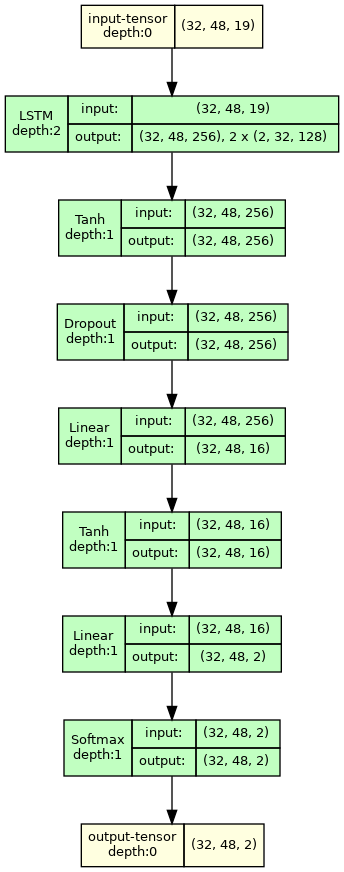 input-tensor
depth:0
(32, 48, 19)
LSTM
depth:2
input:
(32, 48, 19)
output:
(32, 48, 256), 2 x (2, 32, 128)
Tanh
depth:1
input:
(32, 48, 256)
output:
(32, 48, 256)
Dropout
depth:1
input:
(32, 48, 256)
output:
(32, 48, 256)
Linear
depth:1
input:
(32, 48, 256)
output:
(32, 48, 16)
Tanh
depth:1
input:
(32, 48, 16)
output:
(32, 48, 16)
Linear
depth:1
input:
(32, 48, 16)
output:
(32, 48, 2)
Softmax
depth:1
input:
(32, 48, 2)
output:
(32, 48, 2)
output-tensor
depth:0
(32, 48, 2)